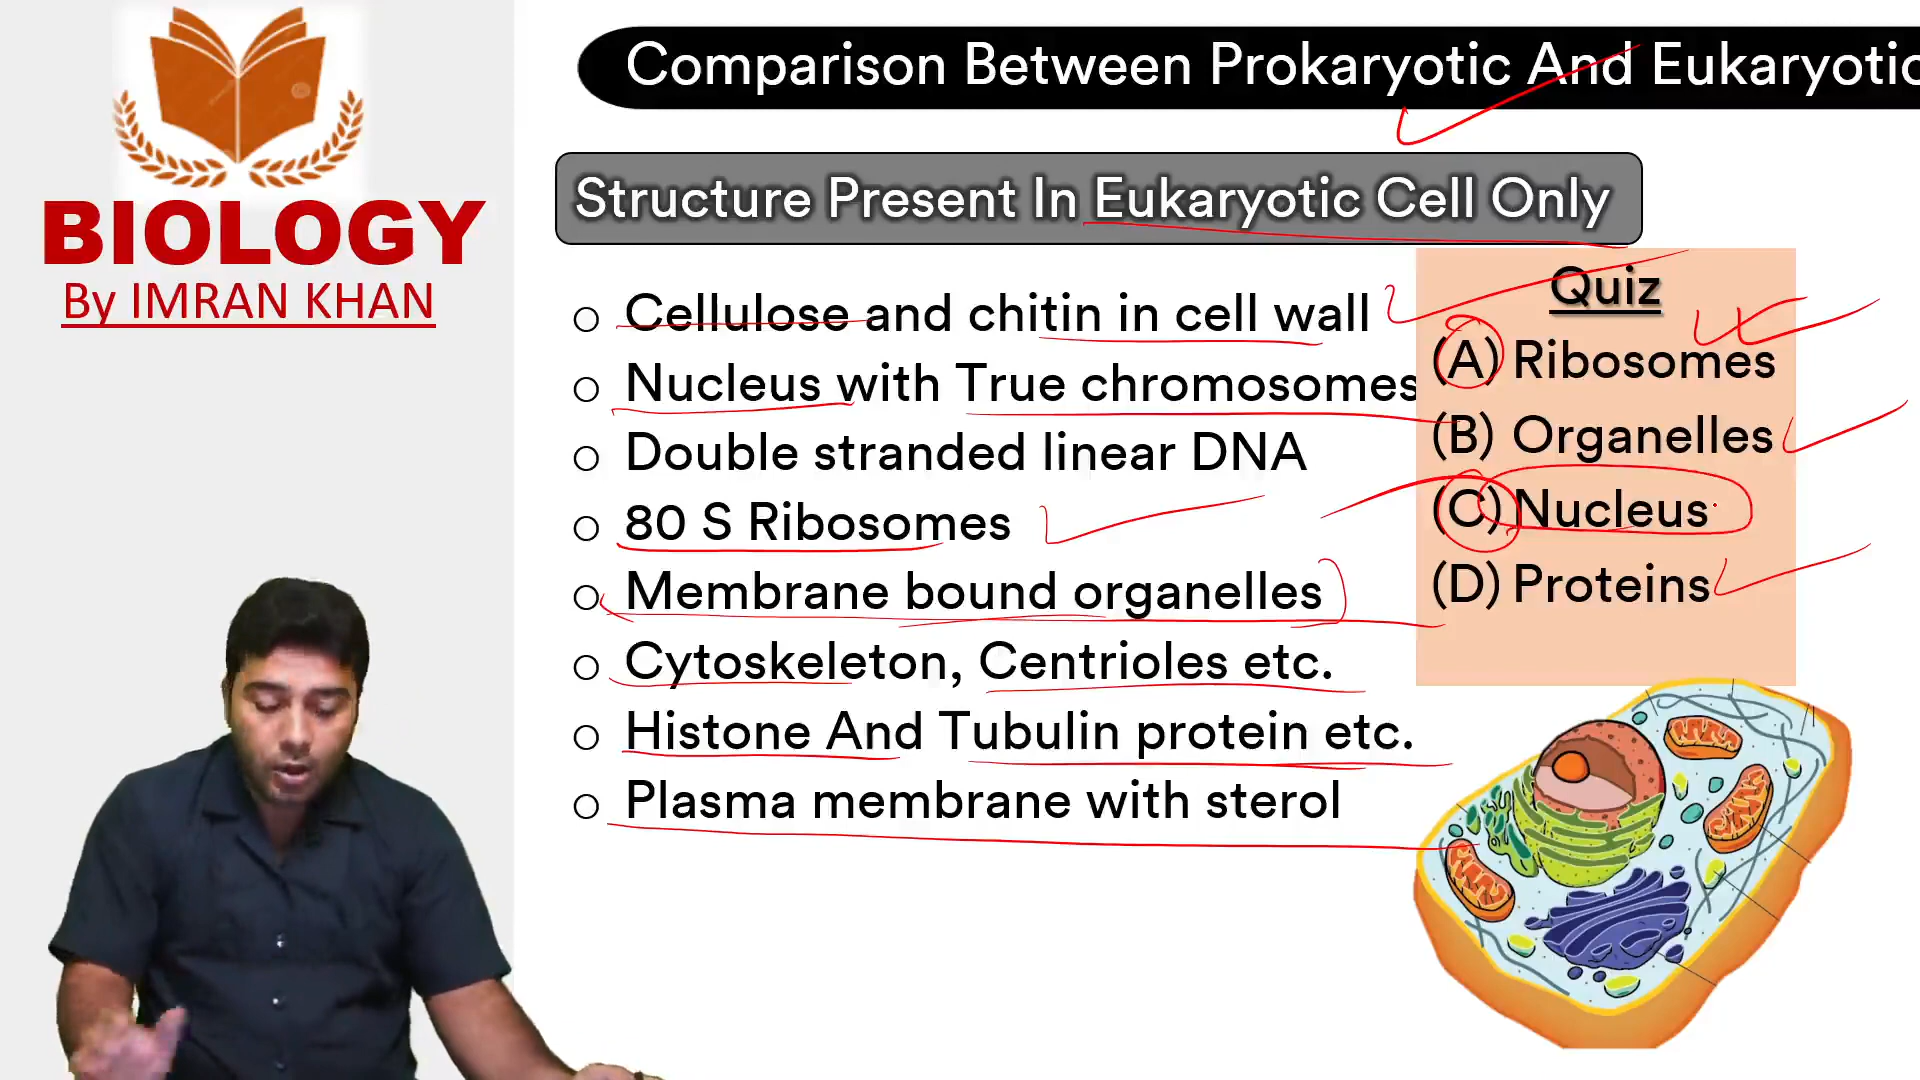 BIOLOGY
By IMRAN KHAN
Comparison Between Prokaryotic And Eukaryotic
Structure Present In Eukaryotic Cell Only
Cellulose and chitin in cell wall
Nucleus with True chromosomes
Double stranded linear DNA
80 S Ribosomes
Membrane bound organelles
Cytoskeleton, Centrioles etc.
Histone And Tubulin protein etc.
Plasma membrane with sterol
Quiz
(A) Ribosomes
(B) Organelles
(C) Nucleus
(D) Proteins